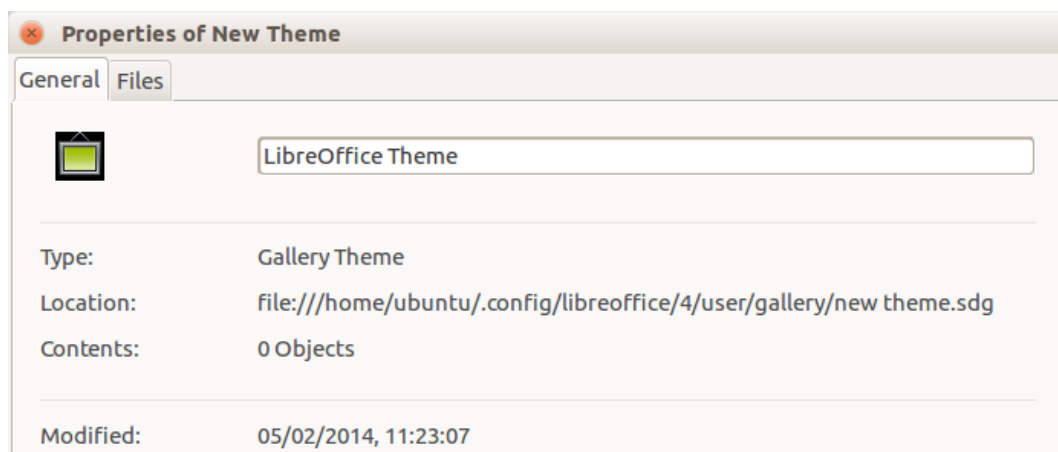 Properties of New Theme
General Files
LibreOffice Theme
Type: Gallery Theme
Location: file:///home/ubuntu/.config/libreoffice/4/user/gallery/new theme.sdg
Contents: 0 Objects
Modified: 05/02/2014, 11:23:07